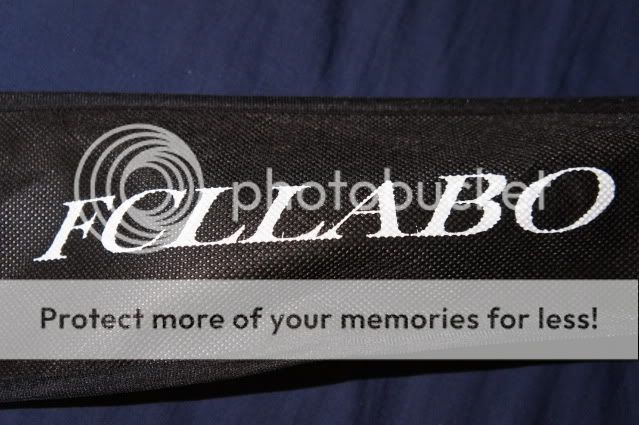 photobucket
FCLLABO
Protect more of your memories for less!